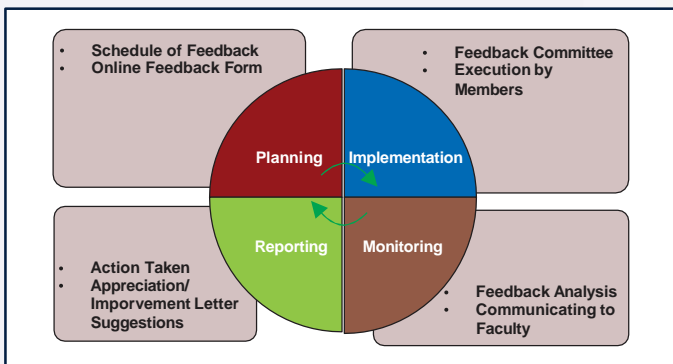 • Schedule of Feedback
• Online Feedback Form
• Feedback Committee
• Execution by
Members
Planning
Implementation
Reporting
Monitoring
• Action Taken
• Appreciation/
Imporvement Letter
Suggestions
• Feedback Analysis
• Communicating to
Faculty